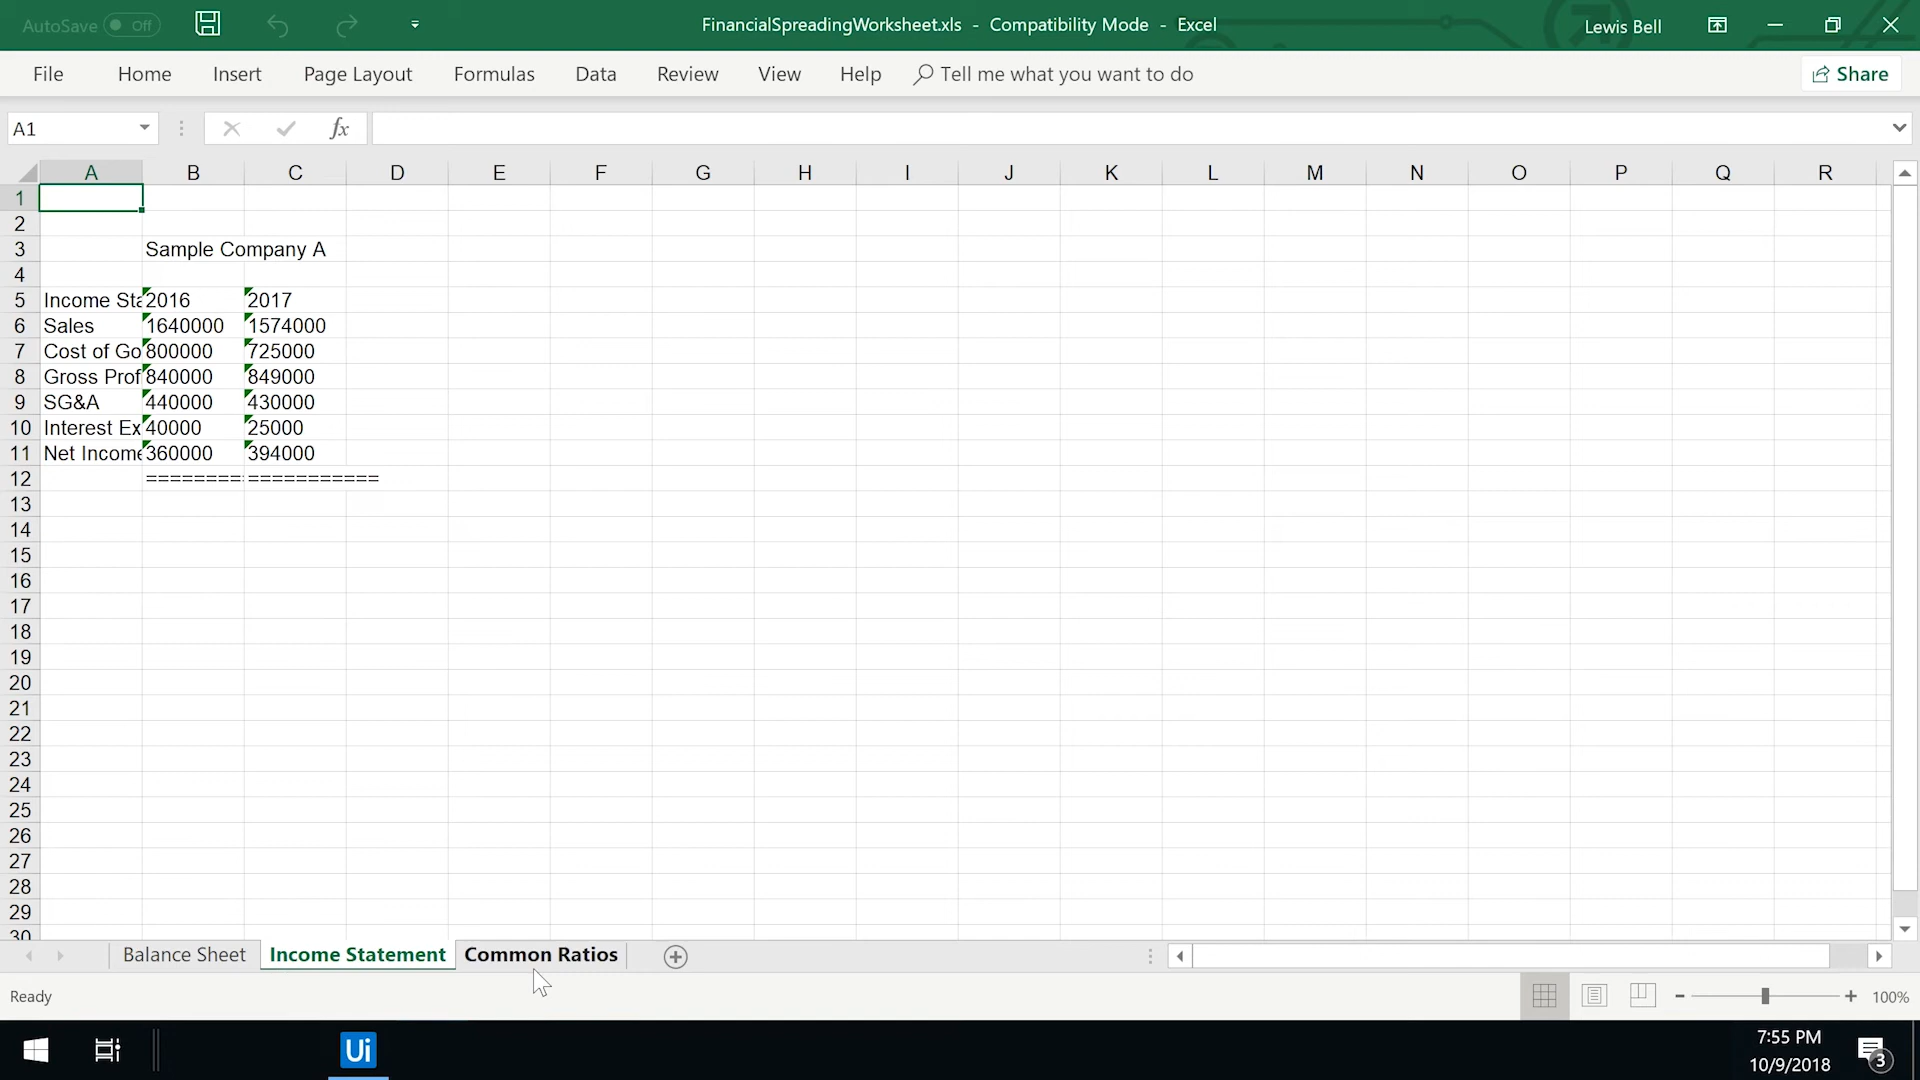 AutoSave Off FinancialSpreadingWorksheet.xls - Compatibility Mode - Excel Lewis Bell
File Home Insert Page Layout Formulas Data Review View Help Tell me what you want to do Share
A1 fx
A B C D E F G H I J K L M N O P Q R
1
2
3 Sample Company A
4
5 Income Sta 2016 2017
6 Sales 1640000 1574000
7 Cost of Go 800000 725000
8 Gross Prof 840000 849000
9 SG&A 440000 430000
10 Interest Ex 40000 25000
11 Net Income 360000 394000
12 ========= ===========
13
14
15
16
17
18
19
20
21
22
23
24
25
26
27
28
29
30
Balance Sheet Income Statement Common Ratios
Ready 100%
Ui 7:55 PM
10/9/2018 3